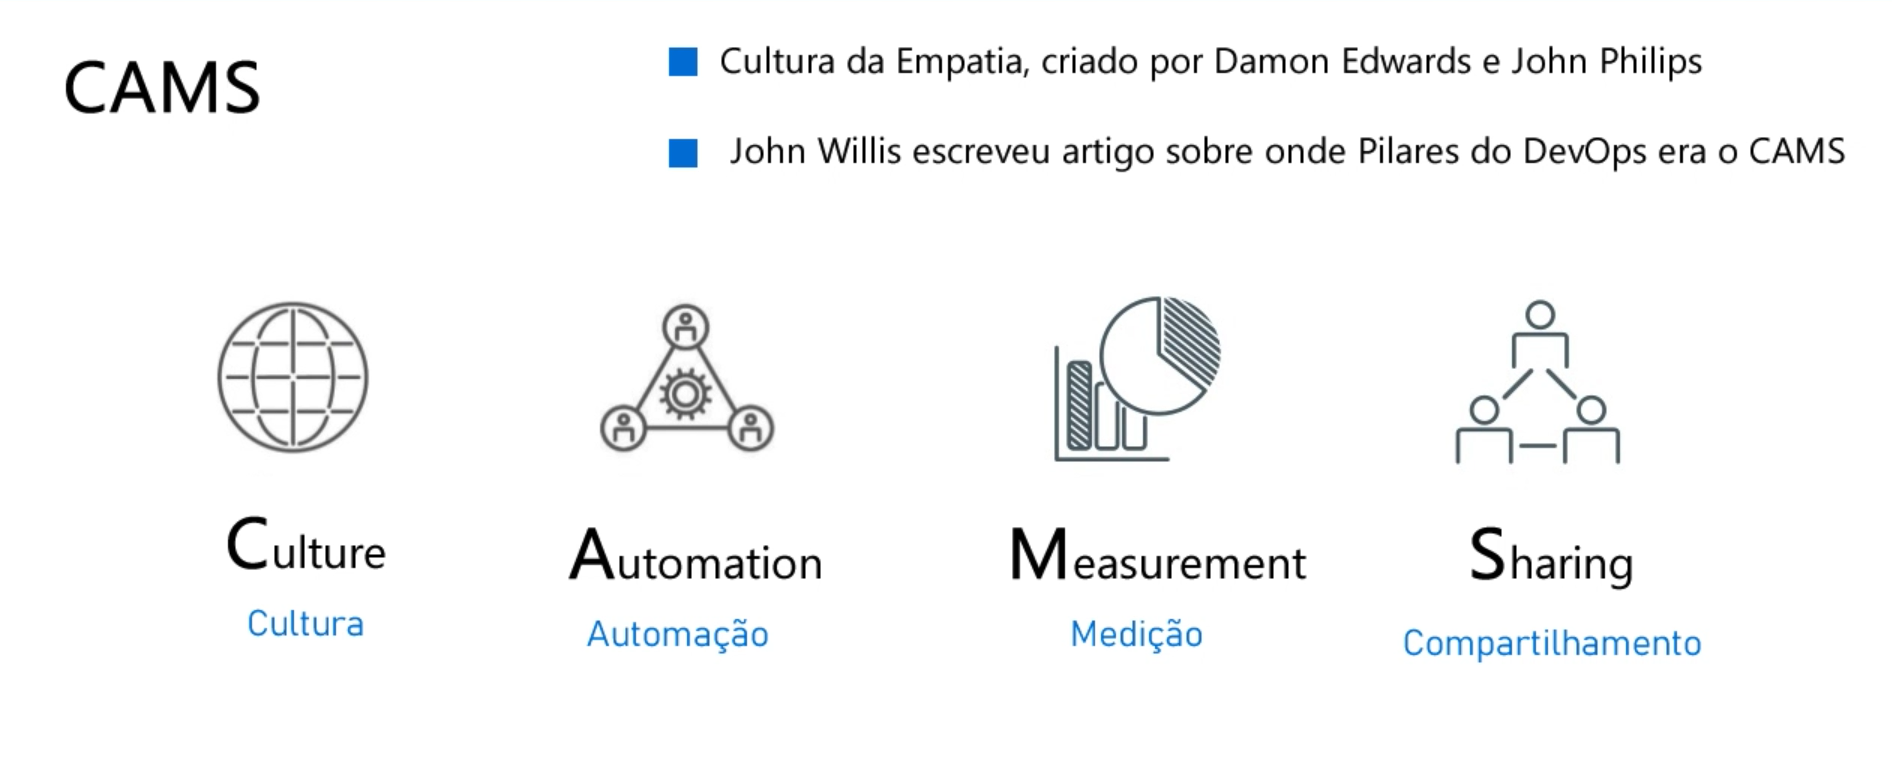 CAMS
Cultura da Empatia, criado por Damon Edwards e John Philips
John Willis escreveu artigo sobre onde Pilares do DevOps era o CAMS
Culture
Cultura
Automation
Automação
Measurement
Medição
Sharing
Compartilhamento